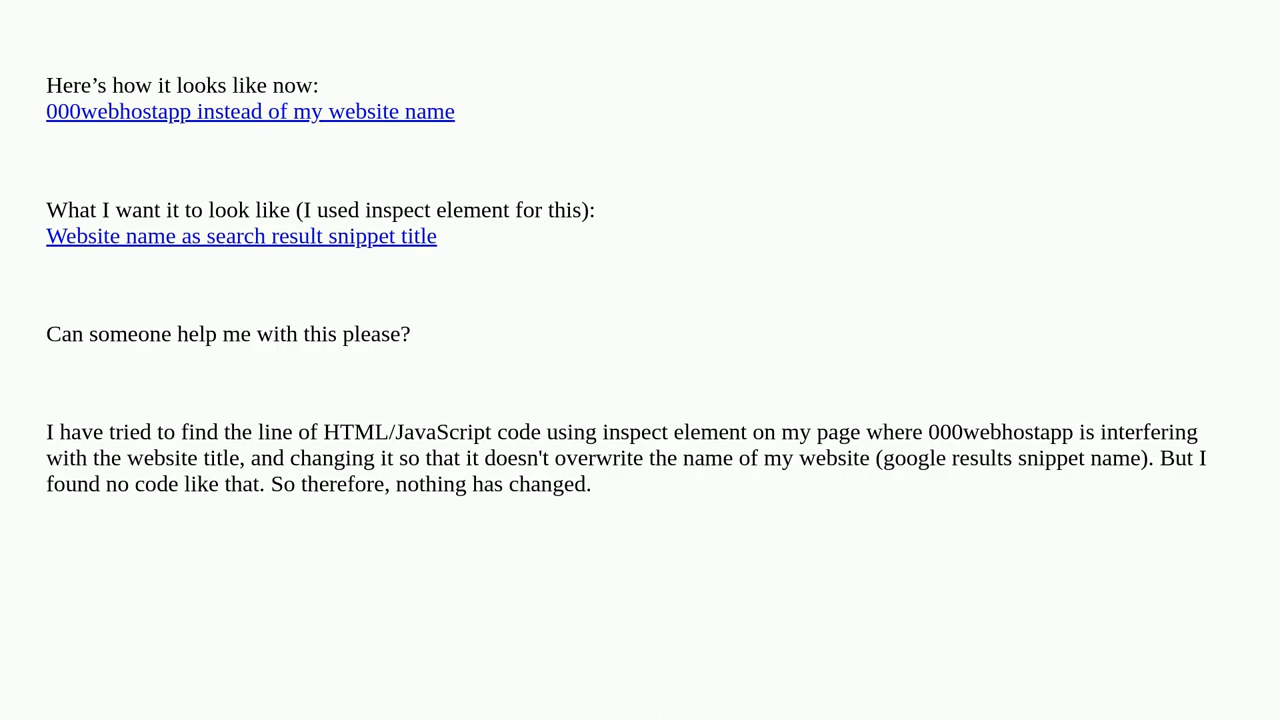 Here’s how it looks like now:
000webhostapp instead of my website name
What I want it to look like (I used inspect element for this):
Website name as search result snippet title
Can someone help me with this please?
I have tried to find the line of HTML/JavaScript code using inspect element on my page where 000webhostapp is interfering
with the website title, and changing it so that it doesn't overwrite the name of my website (google results snippet name). But I
found no code like that. So therefore, nothing has changed.